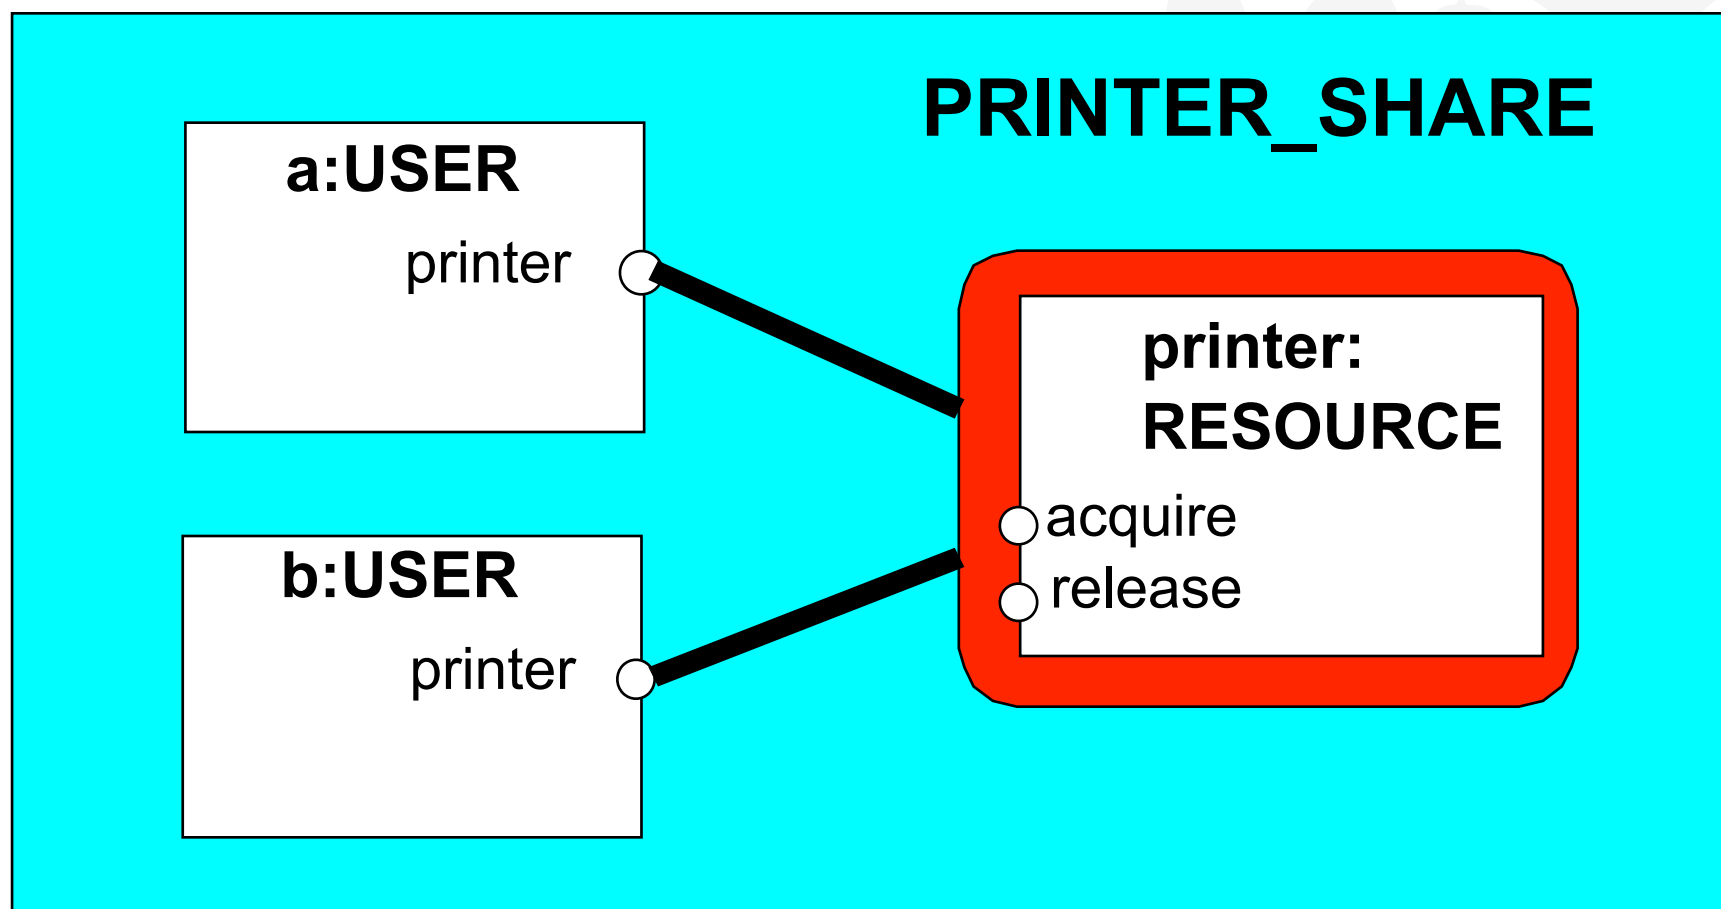 PRINTER_SHARE
a:USER
printer
printer:
RESOURCE
acquire
release
b:USER
printer